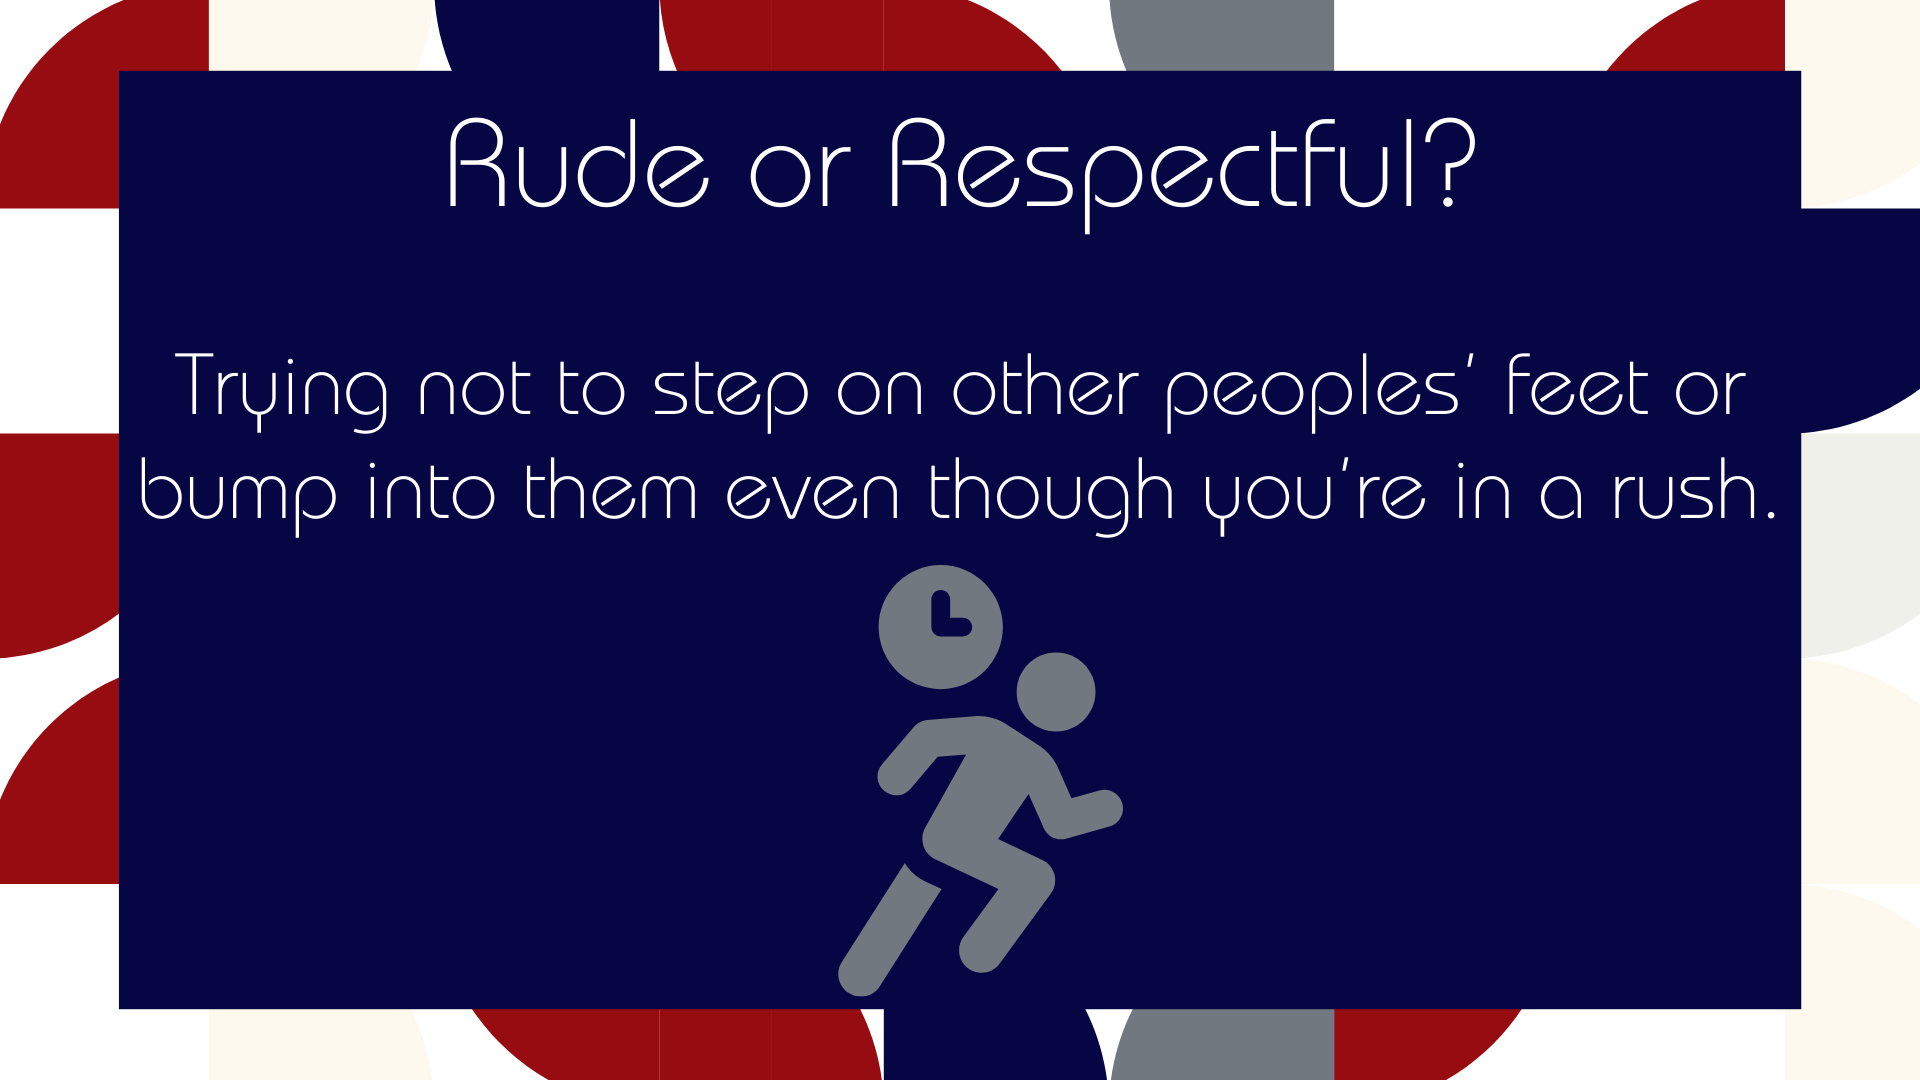 Rude or Respectful?
Trying not to step on other peoples' feet or
bump into them even though you're in a rush.